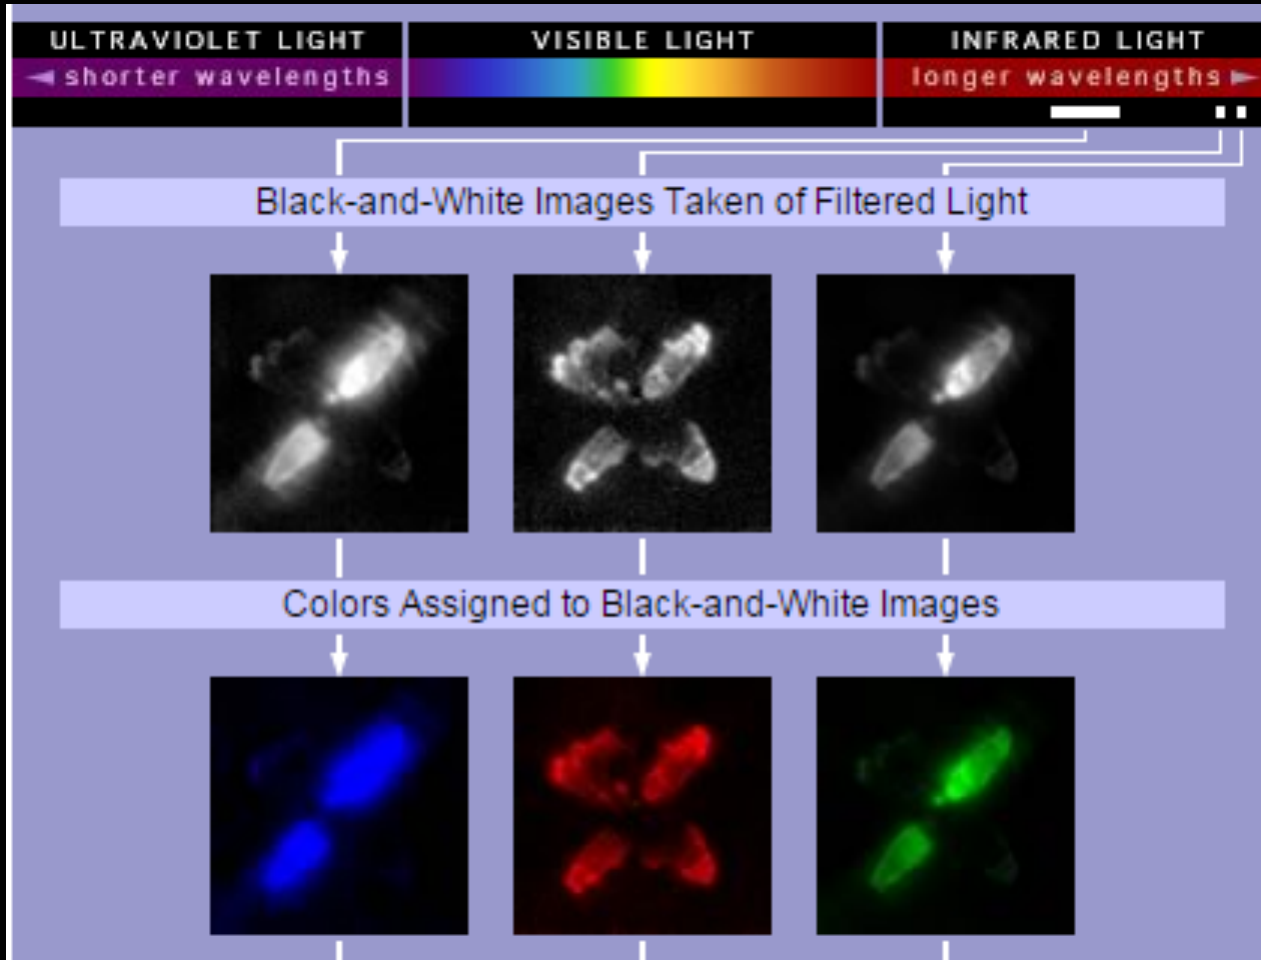 ULTRAVIOLET LIGHT
VISIBLE LIGHT
INFRARED LIGHT
shorter wavelengths
longer wavelengths
Black-and-White Images Taken of Filtered Light
Colors Assigned to Black-and-White Images